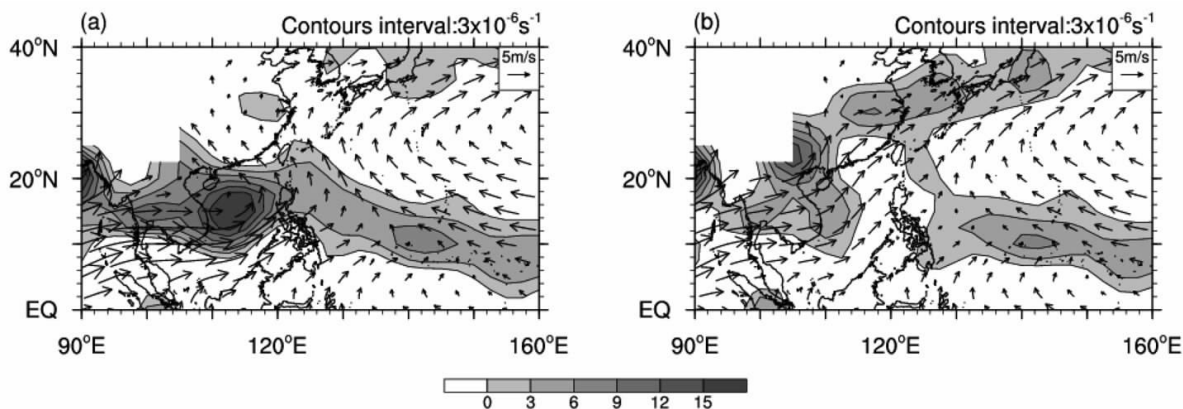 (a) Contours interval:3x10⁻⁶s⁻¹
(b) Contours interval:3x10⁻⁶s⁻¹
40°N
5m/s
40°N
5m/s
20°N
20°N
EQ
EQ
90°E 120°E 160°E
90°E 120°E 160°E
0 3 6 9 12 15